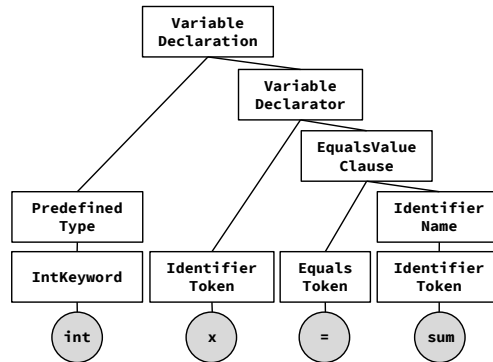 Variable
Declaration
Variable
Declarator
EqualsValue
Clause
Predefined
Type
Identifier
Name
IntKeyword
Identifier
Token
Equals
Token
Identifier
Token
int
x
=
sum